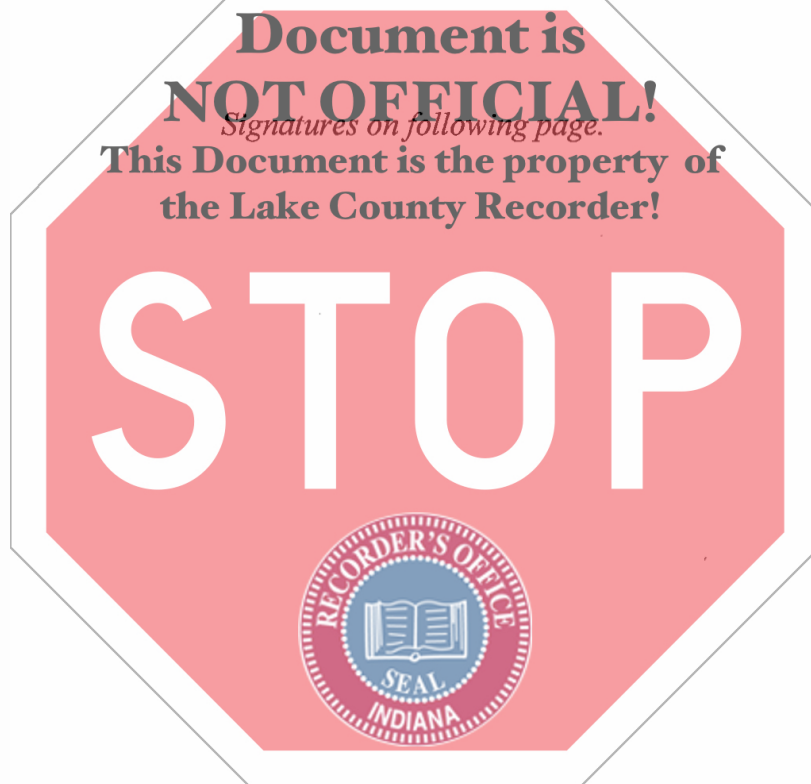 Document is
NOT OFFICIAL!
Signatures on following page.
This Document is the property of
the Lake County Recorder!
STOP
RECORDER'S OFFICE
SEAL
INDIANA